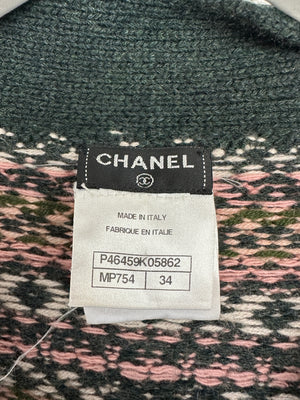 CHANEL
MADE IN ITALY
FABRIQUE EN ITALIE
P46459K05862
MP754 34